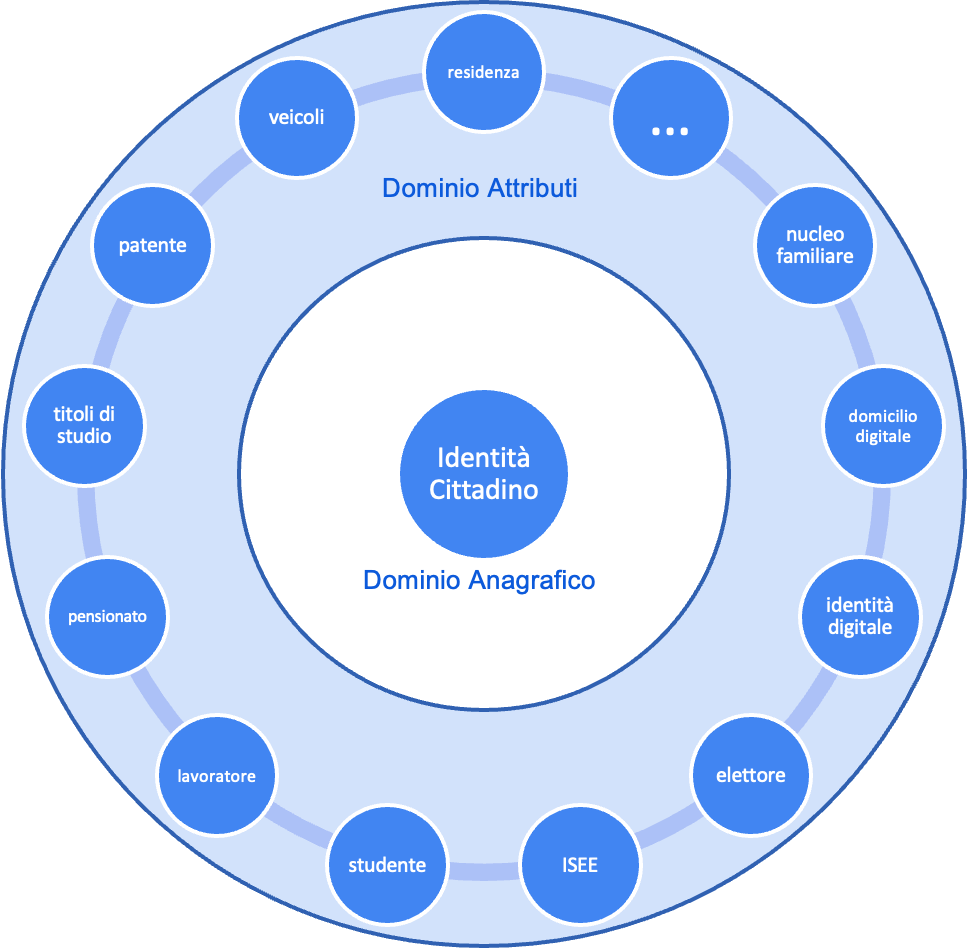 residenza
...
veicoli
Dominio Attributi
patente
nucleo
familiare
titoli di
studio
domicilio
digitale
Identità
Cittadino
Dominio Anagrafico
pensionato
identità
digitale
lavoratore
elettore
studente
ISEE